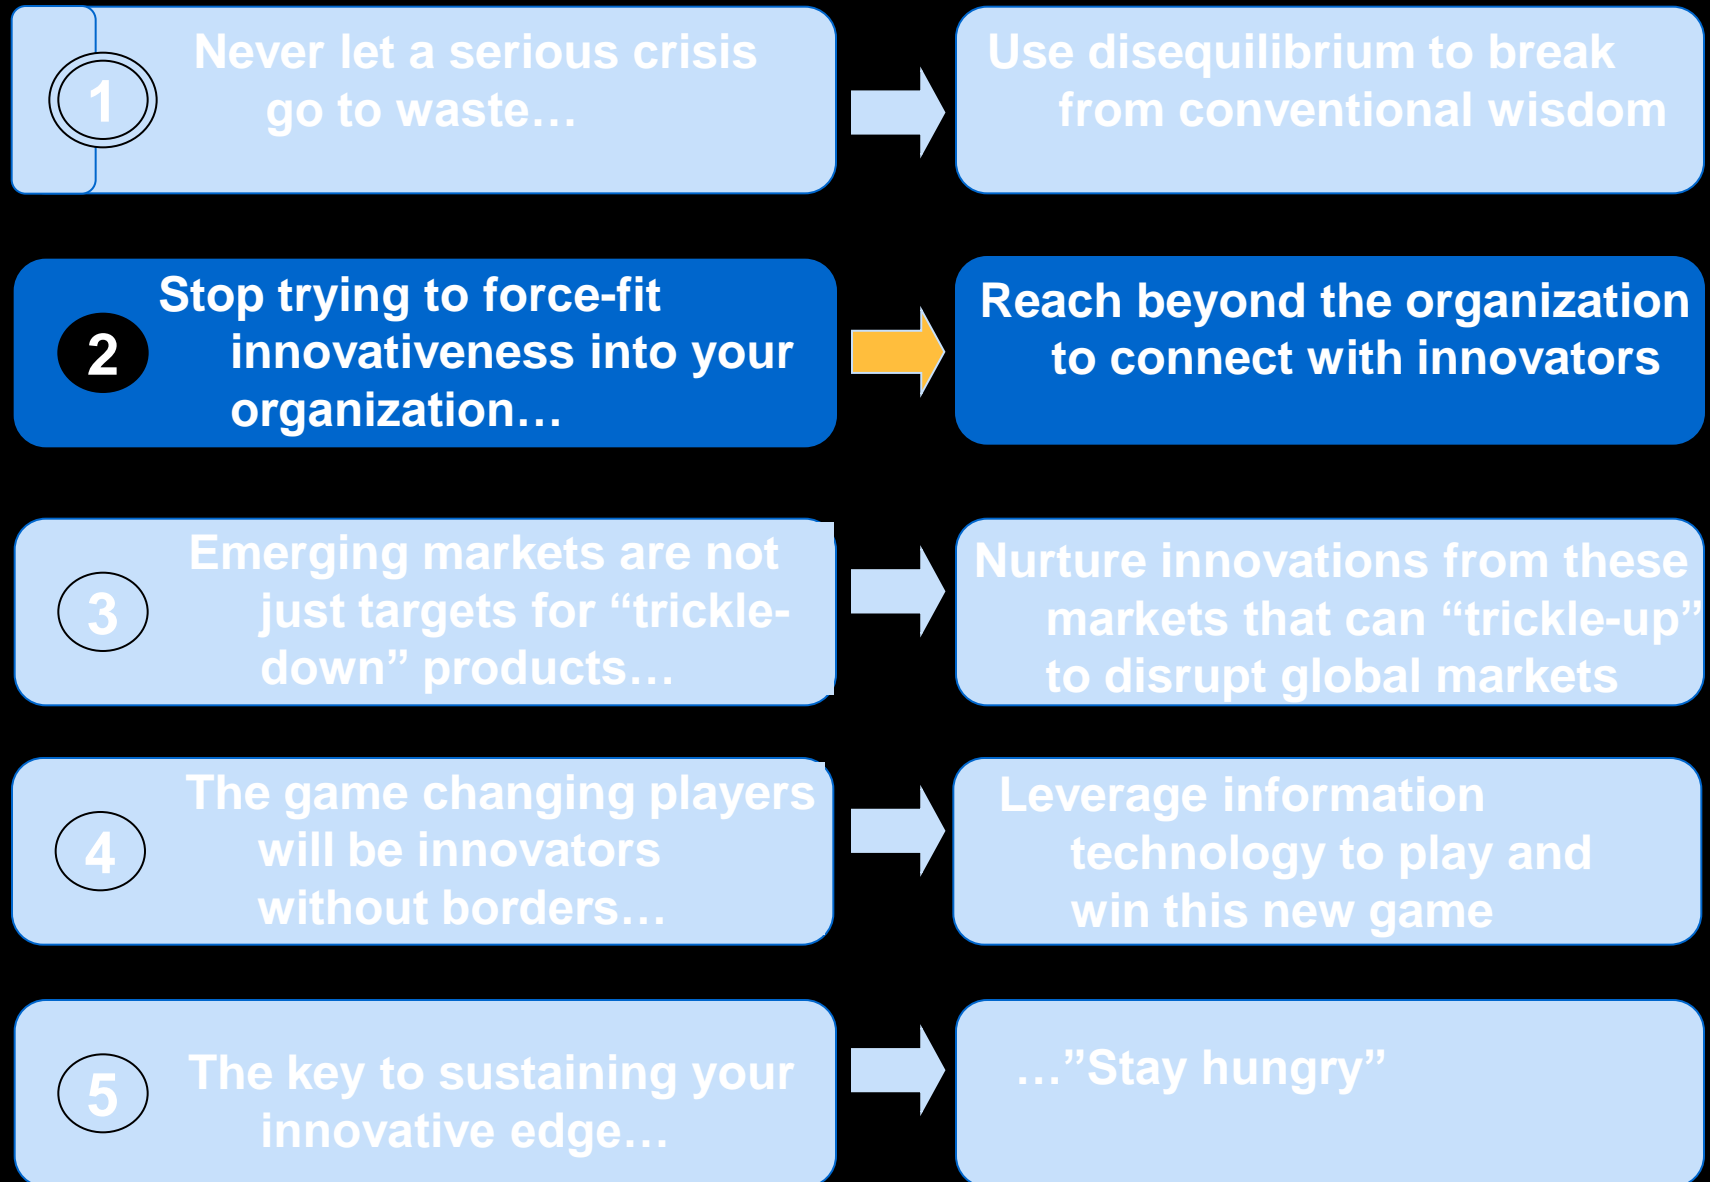 1
Never let a serious crisis
go to waste…
Use disequilibrium to break
from conventional wisdom
2
Stop trying to force-fit
innovativeness into your
organization…
Reach beyond the organization
to connect with innovators
3
Emerging markets are not
just targets for “trickle-
down” products…
Nurture innovations from these
markets that can “trickle-up”
to disrupt global markets
4
The game changing players
will be innovators
without borders…
Leverage information
technology to play and
win this new game
5
The key to sustaining your
innovative edge…
…”Stay hungry”